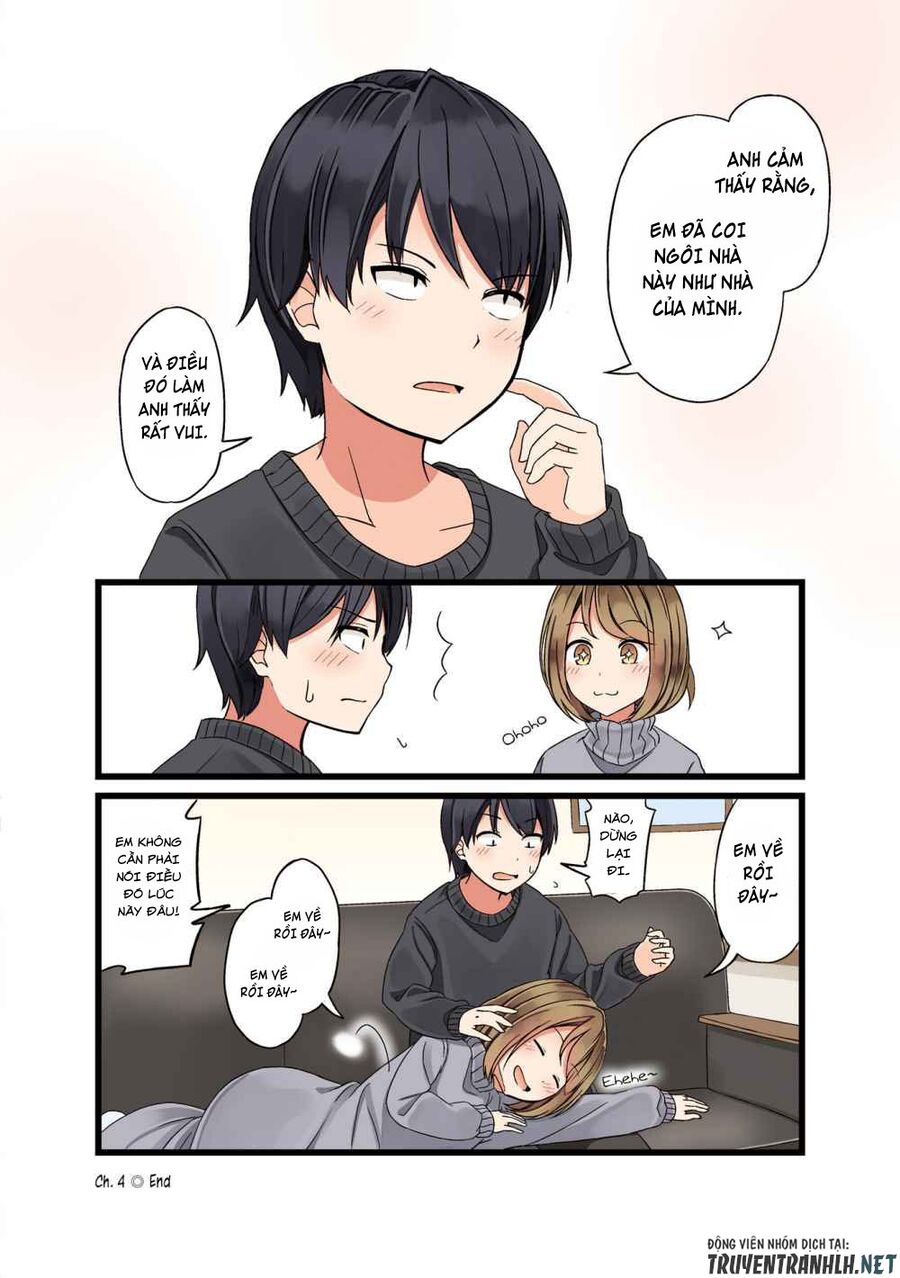 ANH CẢM
THẤY RẰNG,
EM ĐÃ COI
NGÔI NHÀ
NÀY NHƯ NHÀ
CỦA MÌNH.
VÀ ĐIỀU
ĐÓ LÀM
ANH THẤY
RẤT VUI.
Ohoho
EM VỀ
RỒI
ĐÂY~
NÀO,
DỪNG
LẠI
ĐI.
EM VỀ
RỒI ĐÂY~
EM VỀ
RỒI ĐÂY~
EM KHÔNG
CẦN PHẢI
NÓI ĐIỀU
ĐÓ LÚC
NÀY ĐÂU!
Ehehe~
Ch. 4 ◎ End
ĐỘNG VIÊN NHÓM DỊCH TẠI:
TRUYENTRANHLH.NET